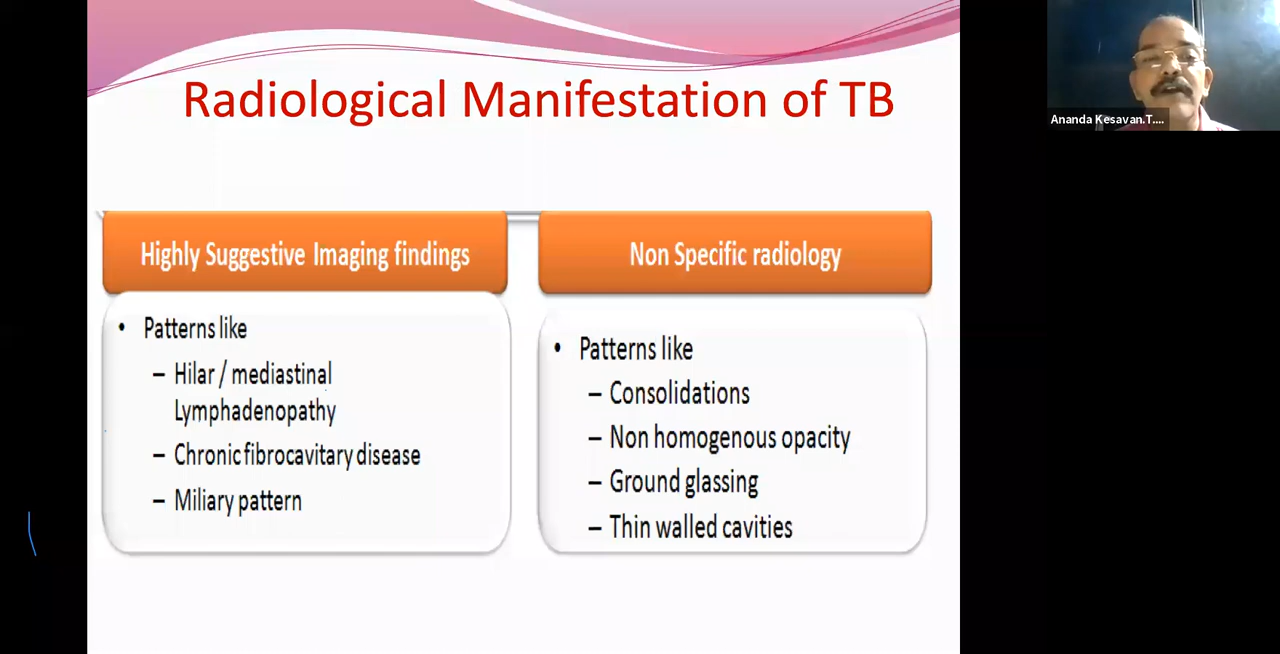 Radiological Manifestation of TB
Ananda Kesavan.T....
Highly Suggestive Imaging findings
• Patterns like
– Hilar / mediastinal
Lymphadenopathy
– Chronic fibrocavitary disease
– Miliary pattern
Non Specific radiology
• Patterns like
– Consolidations
– Non homogenous opacity
– Ground glassing
– Thin walled cavities